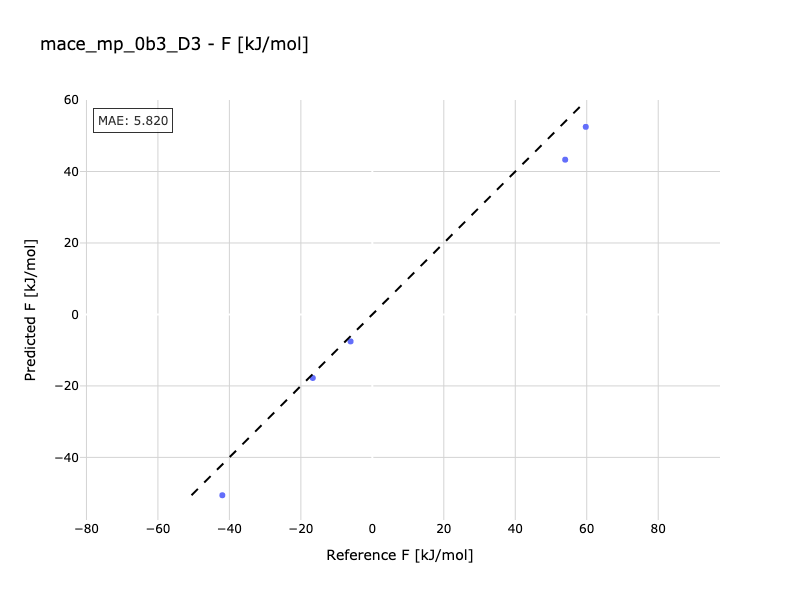 mace_mp_0b3_D3 - F [kJ/mol]
MAE: 5.820
60
40
20
0
−20
−40
Predicted F [kJ/mol]
−80 −60 −40 −20 0 20 40 60 80
Reference F [kJ/mol]